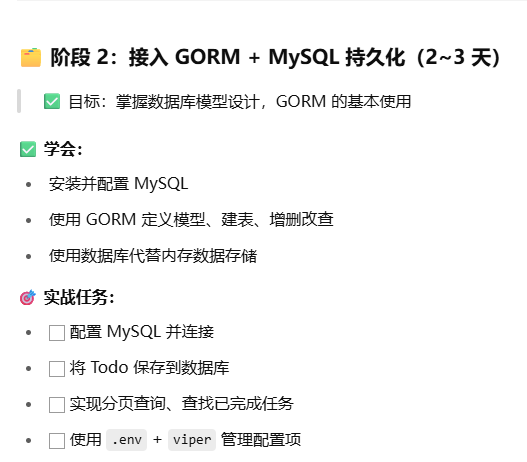 🗂️ 阶段 2：接入 GORM + MySQL 持久化（2~3 天）
✅ 目标：掌握数据库模型设计，GORM 的基本使用
✅ 学会：
• 安装并配置 MySQL
• 使用 GORM 定义模型、建表、增删改查
• 使用数据库代替内存数据存储
🎯 实战任务：
• ☐ 配置 MySQL 并连接
• ☐ 将 Todo 保存到数据库
• ☐ 实现分页查询、查找已完成任务
• ☐ 使用 .env + viper 管理配置项